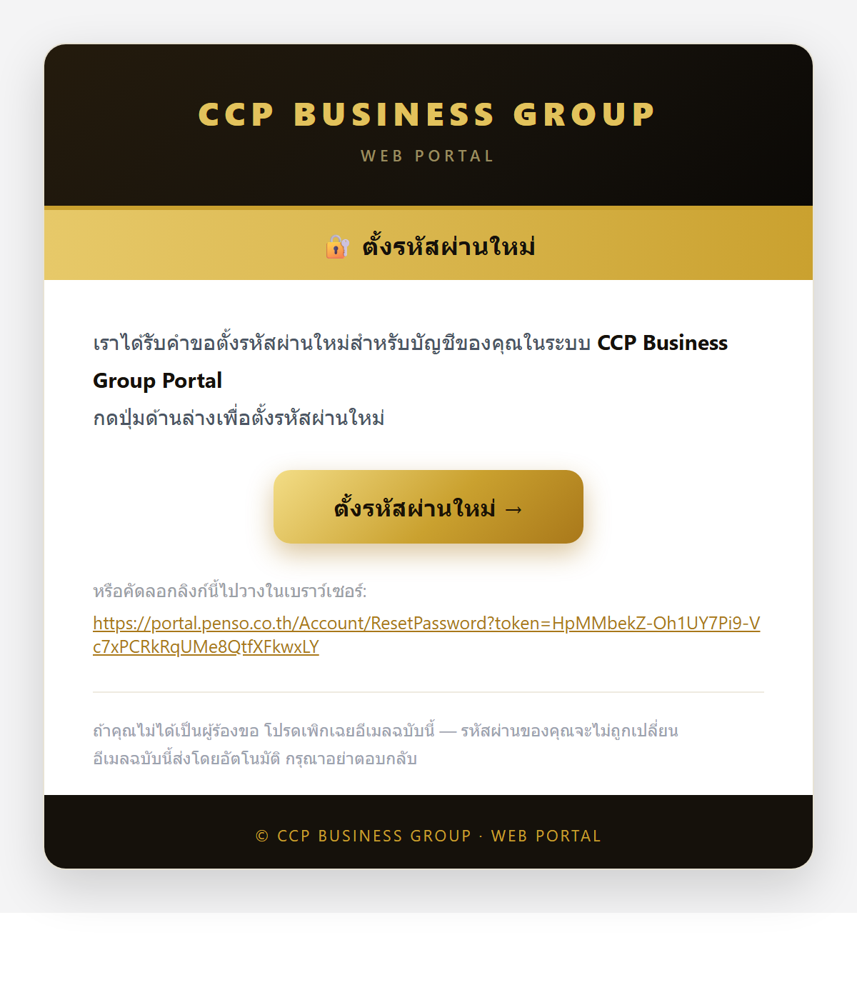 CCP BUSINESS GROUP
WEB PORTAL
🔐 ตั้งรหัสผ่านใหม่
เราได้รับคำขอตั้งรหัสผ่านใหม่สำหรับบัญชีของคุณในระบบ CCP Business
Group Portal
กดปุ่มด้านล่างเพื่อตั้งรหัสผ่านใหม่
ตั้งรหัสผ่านใหม่ →
หรือคัดลอกลิงก์นี้ไปวางในเบราว์เซอร์:
https://portal.penso.co.th/Account/ResetPassword?token=HpMMbekZ-Oh1UY7Pi9-V
c7xPCRkRqUMe8QtfXFkwxLY
ถ้าคุณไม่ได้เป็นผู้ร้องขอ โปรดเพิกเฉยอีเมลฉบับนี้ — รหัสผ่านของคุณจะไม่ถูกเปลี่ยน
อีเมลฉบับนี้ส่งโดยอัตโนมัติ กรุณาอย่าตอบกลับ
© CCP BUSINESS GROUP · WEB PORTAL